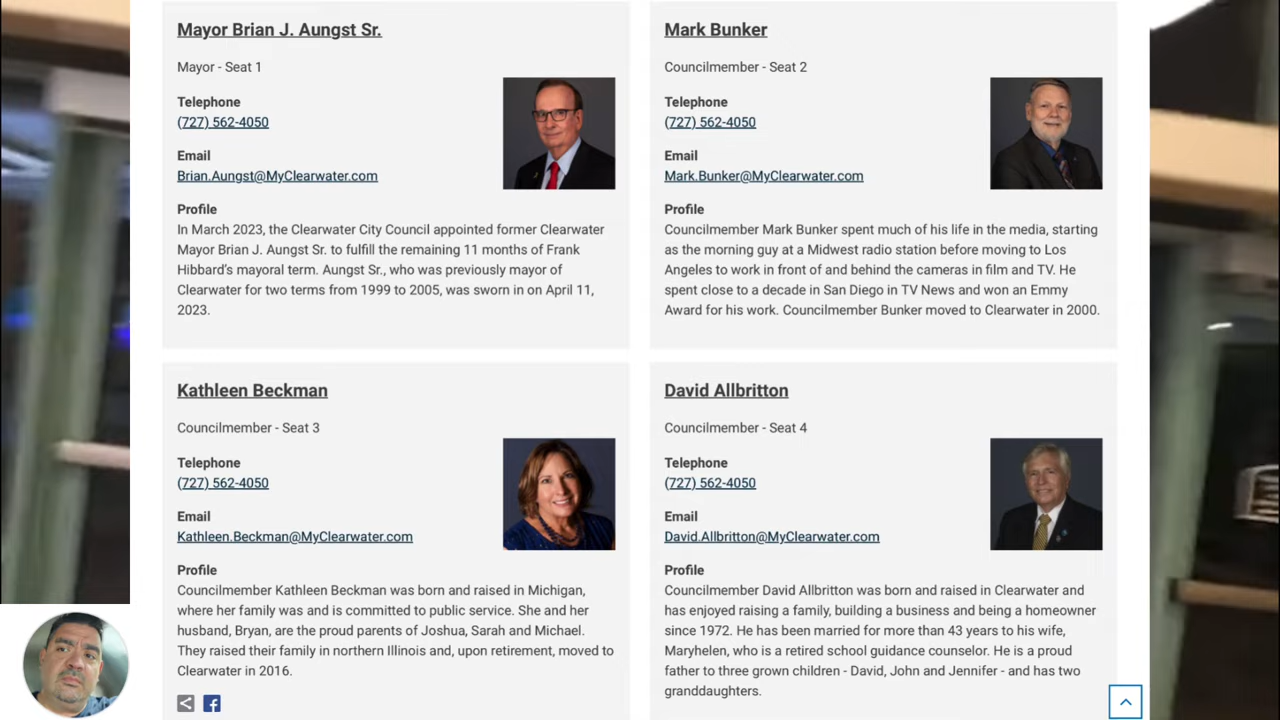 Mayor Brian J. Aungst Sr.
Mayor - Seat 1
Telephone
(727) 562-4050
Email
Brian.Aungst@MyClearwater.com
Profile
In March 2023, the Clearwater City Council appointed former Clearwater
Mayor Brian J. Aungst Sr. to fulfill the remaining 11 months of Frank
Hibbard's mayoral term. Aungst Sr., who was previously mayor of
Clearwater for two terms from 1999 to 2005, was sworn in on April 11,
2023.
Mark Bunker
Councilmember - Seat 2
Telephone
(727) 562-4050
Email
Mark.Bunker@MyClearwater.com
Profile
Councilmember Mark Bunker spent much of his life in the media, starting
as the morning guy at a Midwest radio station before moving to Los
Angeles to work in front of and behind the cameras in film and TV. He
spent close to a decade in San Diego in TV News and won an Emmy
Award for his work. Councilmember Bunker moved to Clearwater in 2000.
Kathleen Beckman
Councilmember - Seat 3
Telephone
(727) 562-4050
Email
Kathleen.Beckman@MyClearwater.com
Profile
Councilmember Kathleen Beckman was born and raised in Michigan,
where her family was and is committed to public service. She and her
husband, Bryan, are the proud parents of Joshua, Sarah and Michael.
They raised their family in northern Illinois and, upon retirement, moved to
Clearwater in 2016.
David Allbritton
Councilmember - Seat 4
Telephone
(727) 562-4050
Email
David.Allbritton@MyClearwater.com
Profile
Councilmember David Allbritton was born and raised in Clearwater and
has enjoyed raising a family, building a business and being a homeowner
since 1972. He has been married for more than 43 years to his wife,
Maryhelen, who is a retired school guidance counselor. He is a proud
father to three grown children - David, John and Jennifer - and has two
granddaughters.